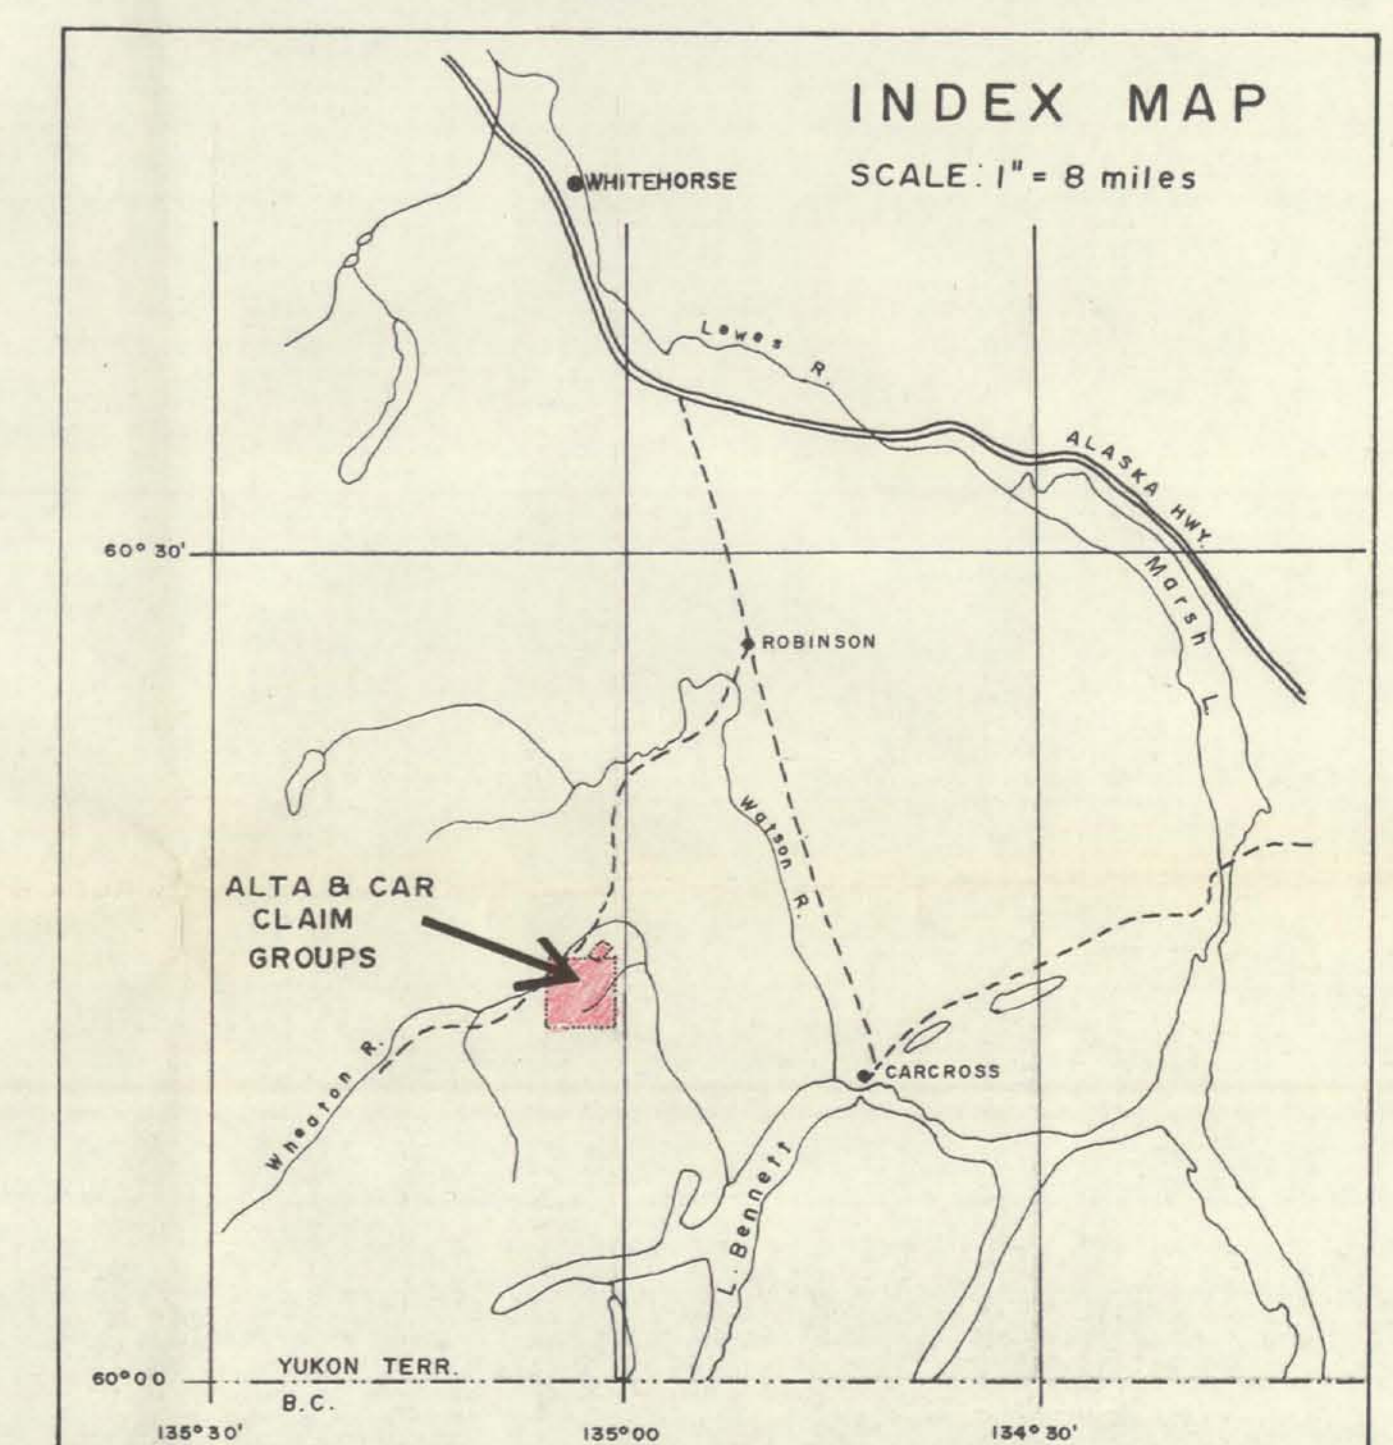 INDEX MAP
SCALE: 1" = 8 miles
WHITEHORSE
Lewes R.
ALASKA HWY.
60° 30'
Marsh L.
ROBINSON
Watson R.
ALTA & CAR
CLAIM
GROUPS
CARCROSS
Wheaton R.
L. Bennett
YUKON TERR.
60°00
B.C.
135°30'
135°00
134°30'